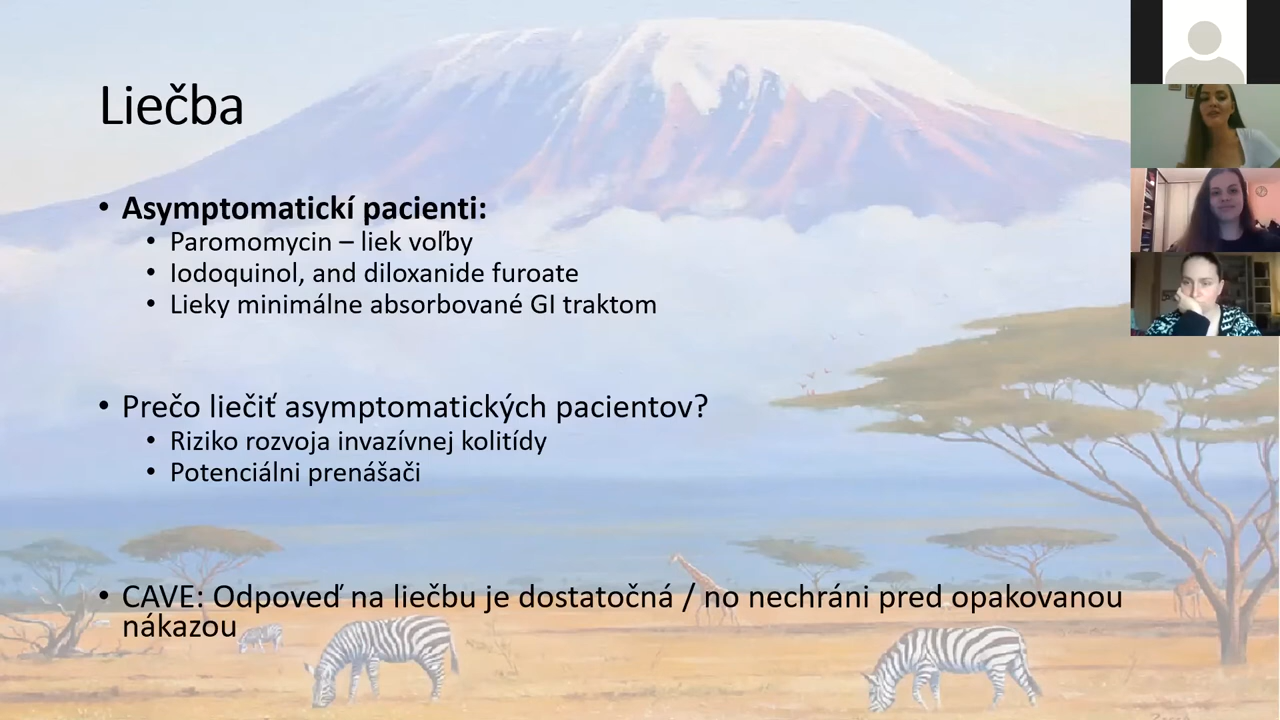 Liečba
• Asymptomatickí pacienti:
• Paromomycin – liek voľby
• Iodoquinol, and diloxanide furoate
• Lieky minimálne absorbované GI traktom
• Prečo liečiť asymptomatických pacientov?
• Riziko rozvoja invazívnej kolitídy
• Potenciálni prenášači
• CAVE: Odpoveď na liečbu je dostatočná / no nechráni pred opakovanou
nákazou